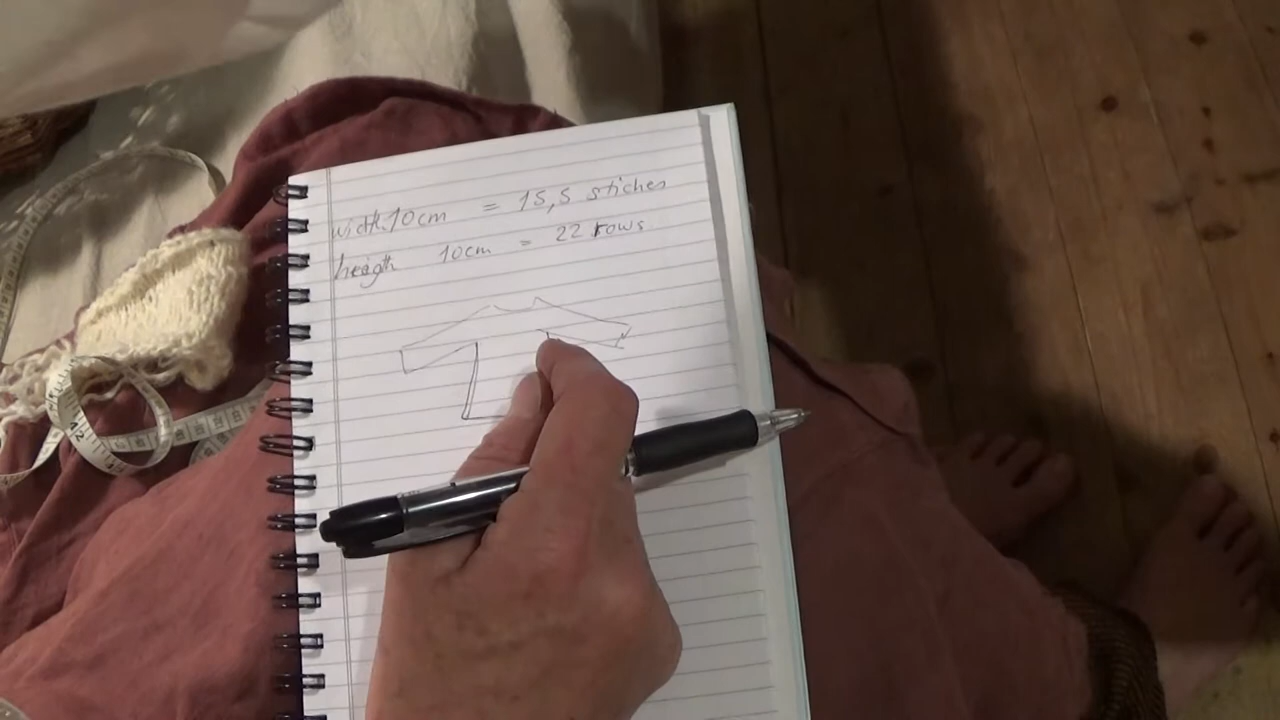 width 10cm = 15,5 stiches
heigth 10cm = 22 rows